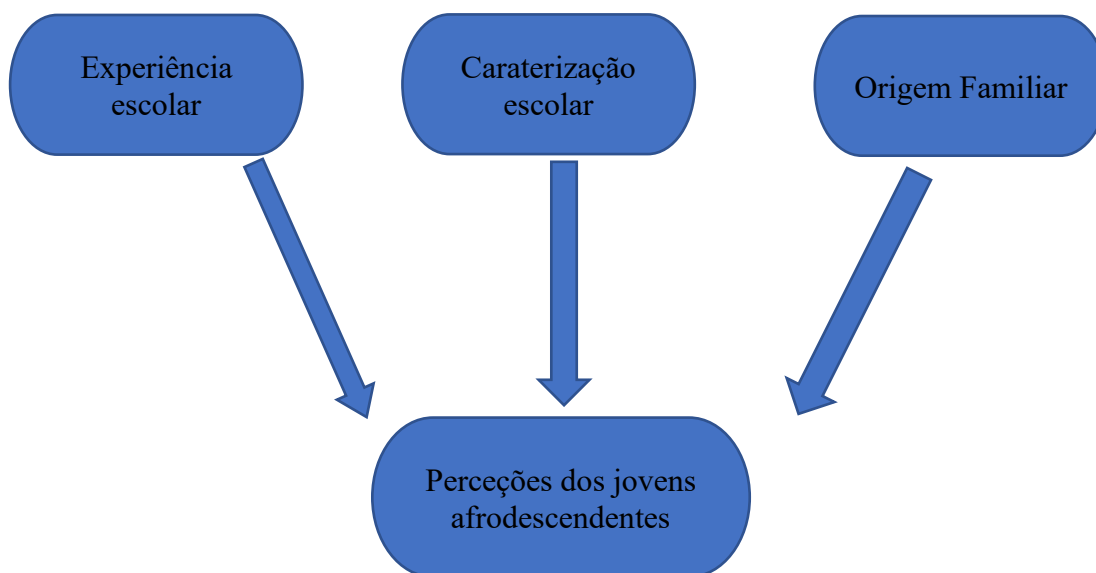 Experiência
escolar
Caraterização
escolar
Origem Familiar
Perceções dos jovens
afrodescendentes